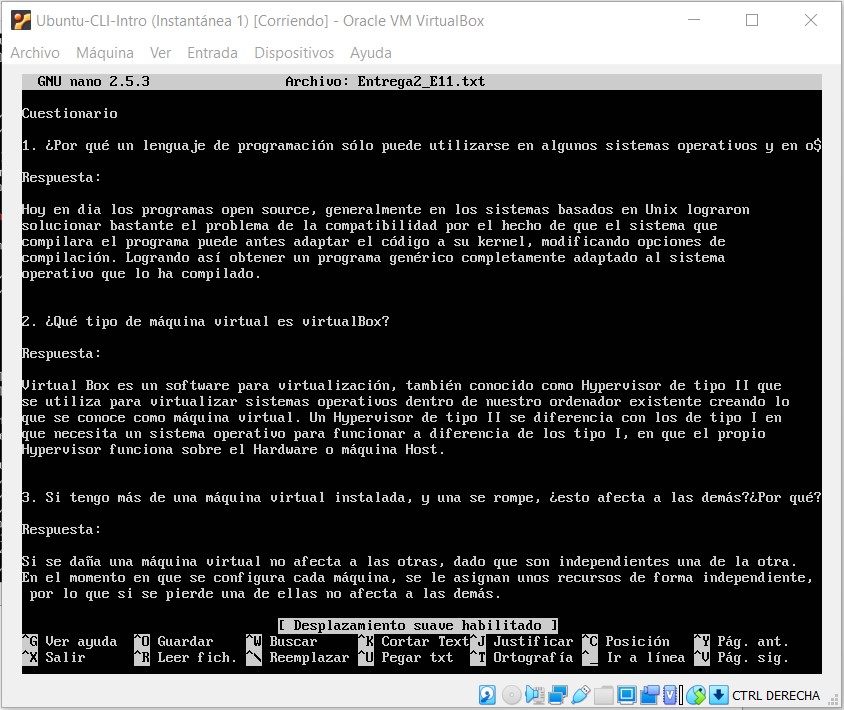 Ubuntu-CLI-Intro (Instantánea 1) [Corriendo] - Oracle VM VirtualBox
Archivo Máquina Ver Entrada Dispositivos Ayuda
GNU nano 2.5.3 Archivo: Entrega2_E11.txt
Cuestionario
1. ¿Por qué un lenguaje de programación sólo puede utilizarse en algunos sistemas operativos y en o$
Respuesta:
Hoy en dia los programas open source, generalmente en los sistemas basados en Unix lograron
solucionar bastante el problema de la compatibilidad por el hecho de que el sistema que
compilara el programa puede antes adaptar el código a su kernel, modificando opciones de
compilación. Logrando así obtener un programa genérico completamente adaptado al sistema
operativo que lo ha compilado.
2. ¿Qué tipo de máquina virtual es virtualBox?
Respuesta:
Virtual Box es un software para virtualización, también conocido como Hypervisor de tipo II que
se utiliza para virtualizar sistemas operativos dentro de nuestro ordenador existente creando lo
que se conoce como máquina virtual. Un Hypervisor de tipo II se diferencia con los de tipo I en
que necesita un sistema operativo para funcionar a diferencia de los tipo I, en que el propio
Hypervisor funciona sobre el Hardware o máquina Host.
3. Si tengo más de una máquina virtual instalada, y una se rompe, ¿esto afecta a las demás?¿Por qué?
Respuesta:
Si se daña una máquina virtual no afecta a las otras, dado que son independientes una de la otra.
En el momento en que se configura cada máquina, se le asignan unos recursos de forma independiente,
por lo que si se pierde una de ellas no afecta a las demás.
[ Desplazamiento suave habilitado ]
^G Ver ayuda ^O Guardar ^W Buscar ^K Cortar Text ^J Justificar ^C Posición ^Y Pág. ant.
^X Salir ^R Leer fich. ^\ Reemplazar ^U Pegar txt ^T Ortografía ^_ Ir a línea ^V Pág. sig.
CTRL DERECHA